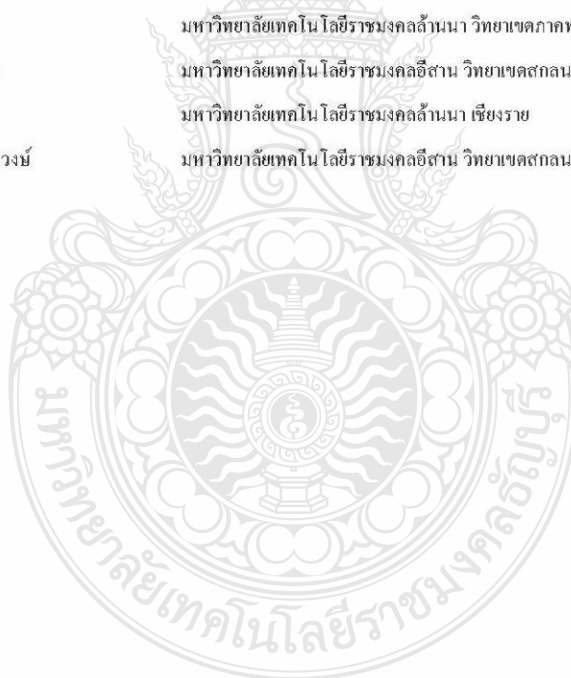 มหาวิทยาลัยเทคโนโลยีราชมงคลล้านนา วิทยาเขตภาคพ
มหาวิทยาลัยเทคโนโลยีราชมงคลอีสาน วิทยาเขตสกลน
มหาวิทยาลัยเทคโนโลยีราชมงคลล้านนา เชียงราย
วงษ์ มหาวิทยาลัยเทคโนโลยีราชมงคลอีสาน วิทยาเขตสกลน
มหาวิทยาลัยเทคโนโลยีราชมงคลธัญบุรี